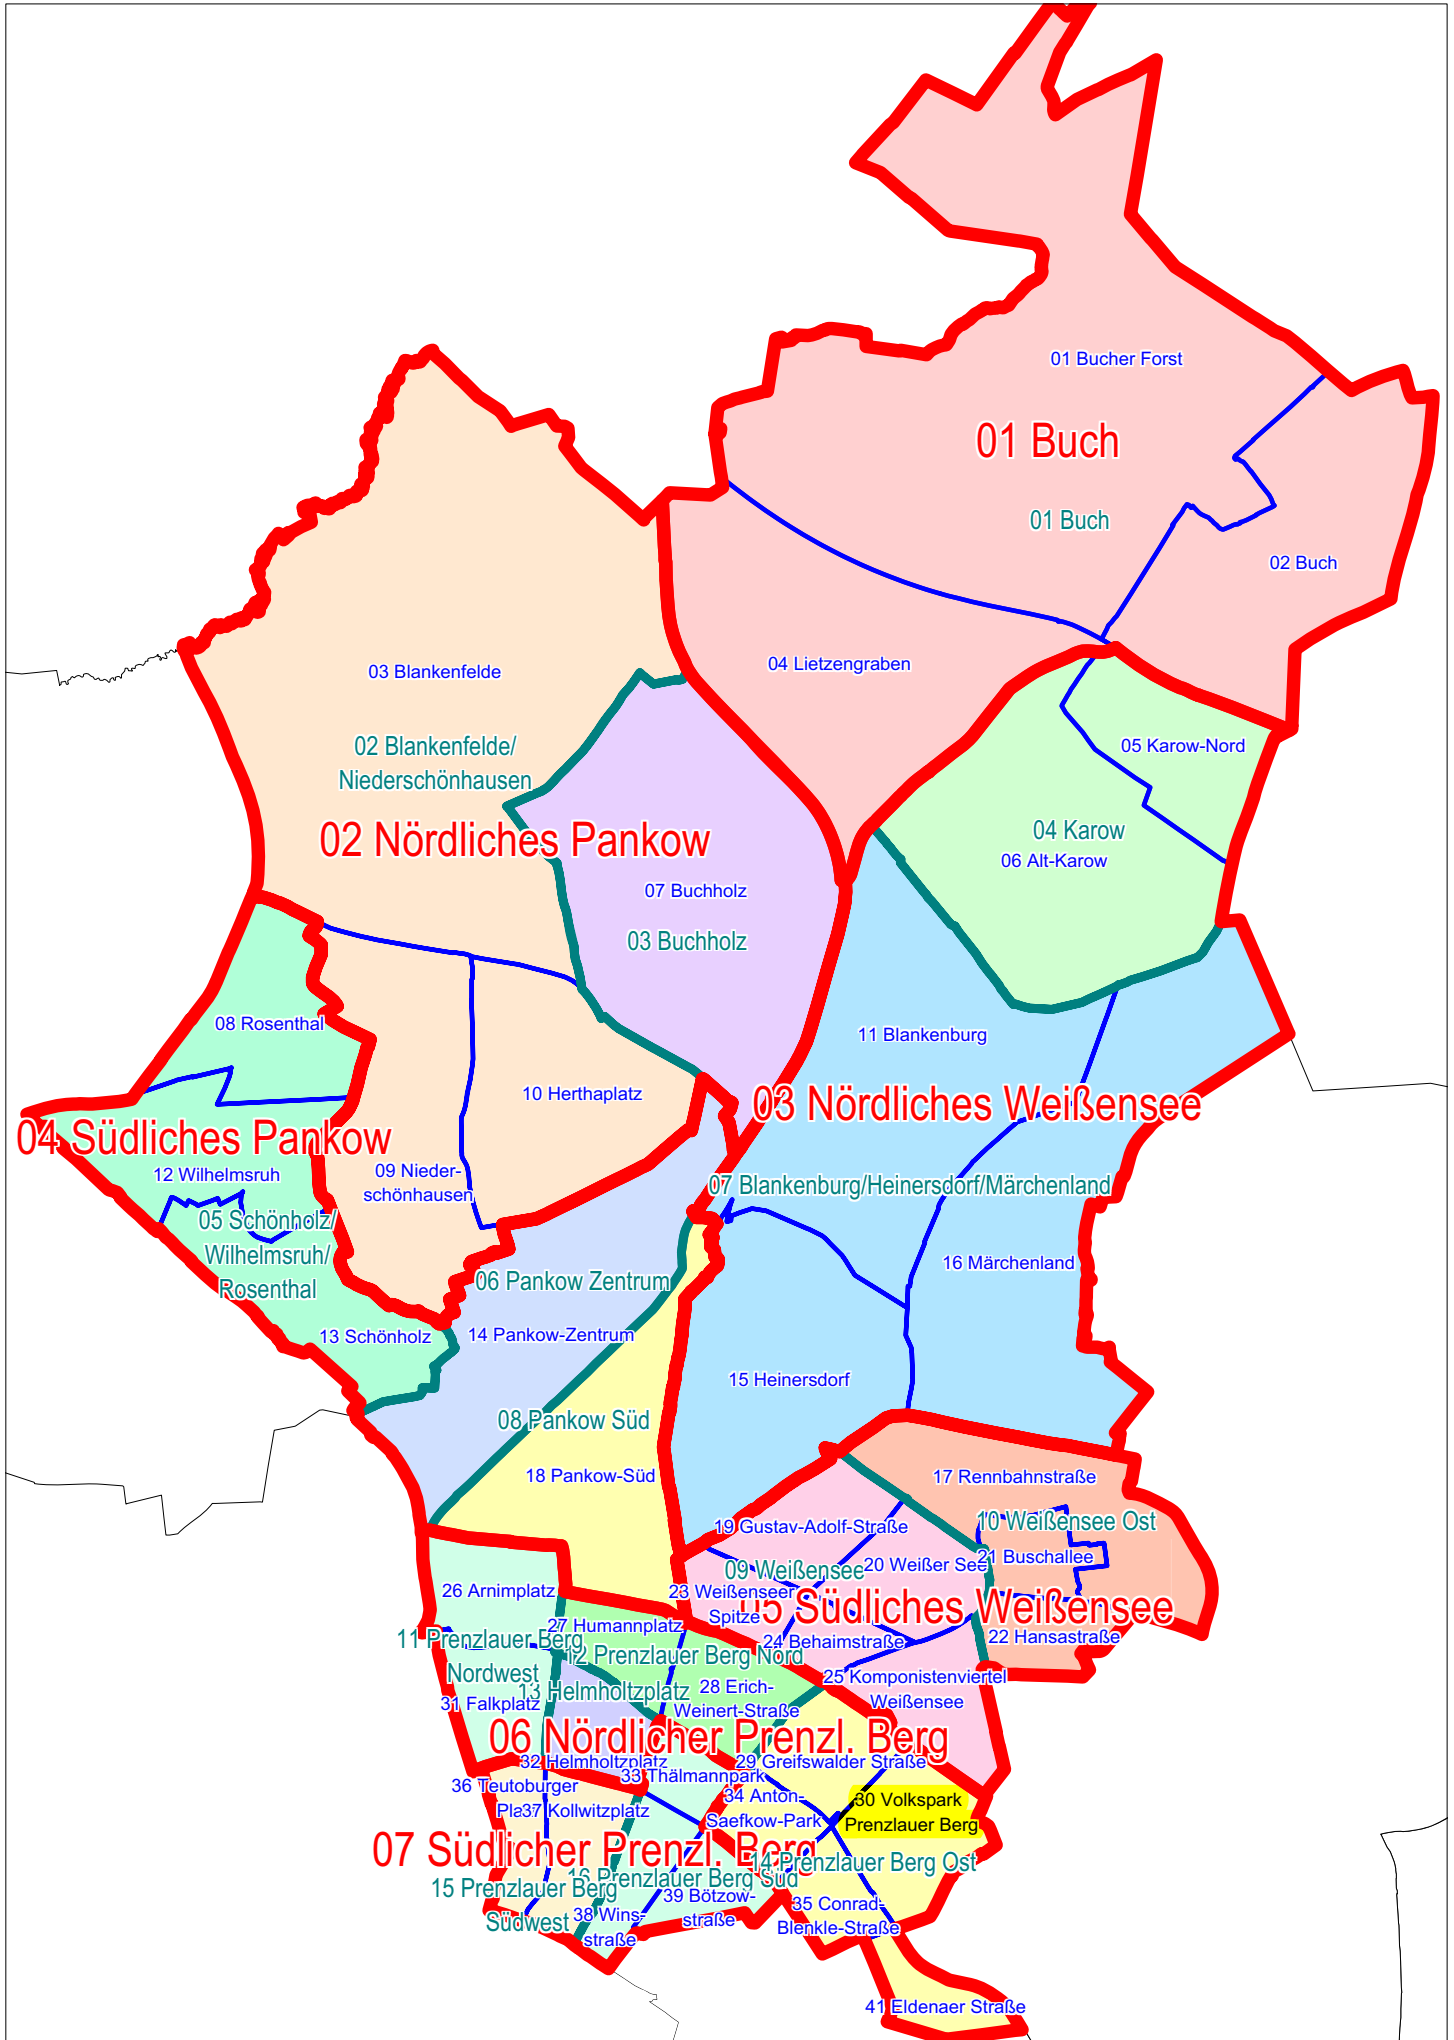 01 Bucher Forst
01 Buch
01 Buch
02 Buch
04 Lietzengraben
03 Blankenfelde
02 Blankenfelde/
Niederschönhausen
02 Nördliches Pankow
05 Karow-Nord
04 Karow
06 Alt-Karow
07 Buchholz
03 Buchholz
08 Rosenthal
11 Blankenburg
10 Herthaplatz
03 Nördliches Weißensee
04 Südliches Pankow
12 Wilhelmsruh
09 Nieder-
schönhausen
07 Blankenburg/Heinersdorf/Märchenland
05 Schönholz/
Wilhelmsruh/
Rosenthal
16 Märchenland
06 Pankow Zentrum
13 Schönholz
14 Pankow-Zentrum
15 Heinersdorf
08 Pankow Süd
18 Pankow-Süd
17 Rennbahnstraße
19 Gustav-Adolf-Straße
10 Weißensee Ost
20 Weißer See
21 Buschallee
09 Weißensee
26 Arnimplatz
23 Weißenseer
Spitze
05 Südliches Weißensee
27 Humannplatz
24 Behaimstraße
22 Hansastraße
11 Prenzlauer Berg
Nordwest
12 Prenzlauer Berg Nord
25 Komponistenviertel
Weißensee
13 Helmholtzplatz
28 Erich-
Weinert-Straße
31 Falkplatz
06 Nördlicher Prenzl. Berg
32 Helmholtzplatz
29 Greifswalder Straße
33 Thälmannpark
36 Teutoburger
Platz
37 Kollwitzplatz
34 Anton-
Saefkow-Park
30 Volkspark
Prenzlauer Berg
07 Südlicher Prenzl. Berg
14 Prenzlauer Berg Ost
16 Prenzlauer Berg Süd
15 Prenzlauer Berg
Südwest
39 Bötzow-
straße
38 Wins-
straße
35 Conrad-
Blenkle-Straße
41 Eldenaer Straße